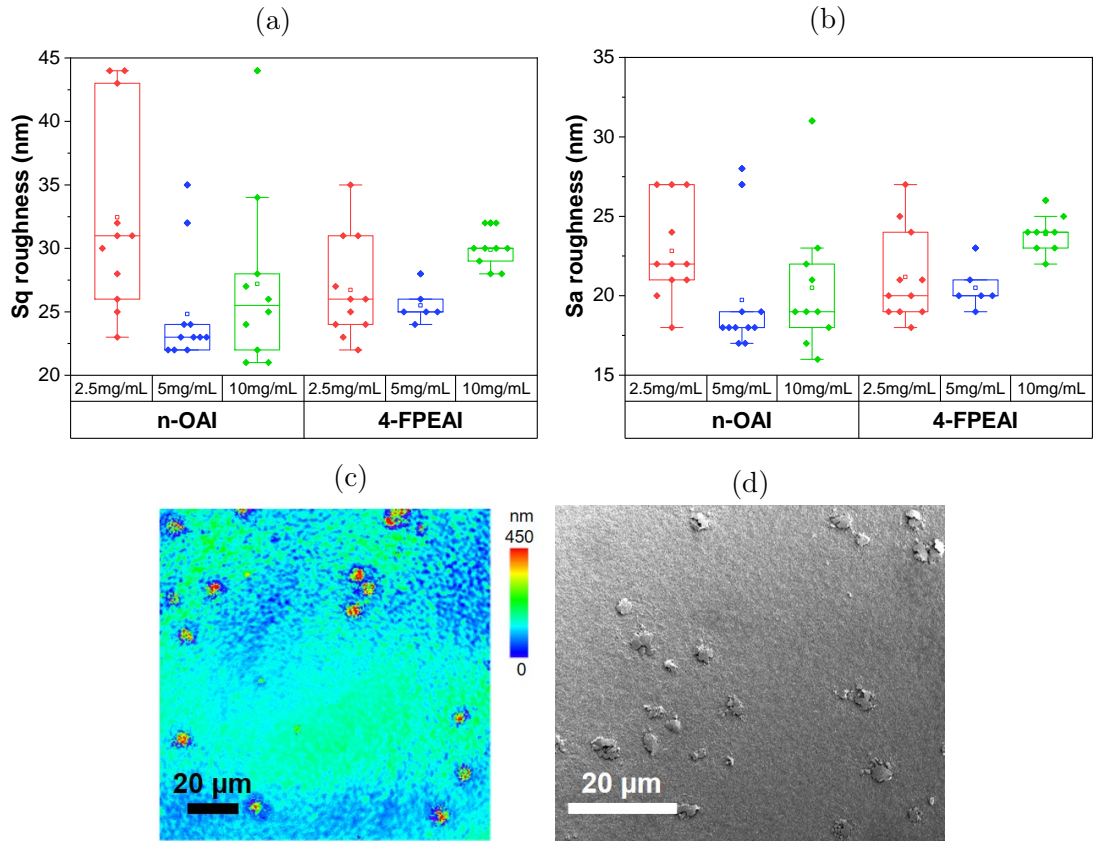 (a)
(b)
Sq roughness (nm)
45
40
35
30
25
20
2.5mg/mL 5mg/mL 10mg/mL 2.5mg/mL 5mg/mL 10mg/mL
n-OAI 4-FPEAI
Sa roughness (nm)
35
30
25
20
15
2.5mg/mL 5mg/mL 10mg/mL 2.5mg/mL 5mg/mL 10mg/mL
n-OAI 4-FPEAI
(c)
(d)
nm
450
0
20 µm
20 µm